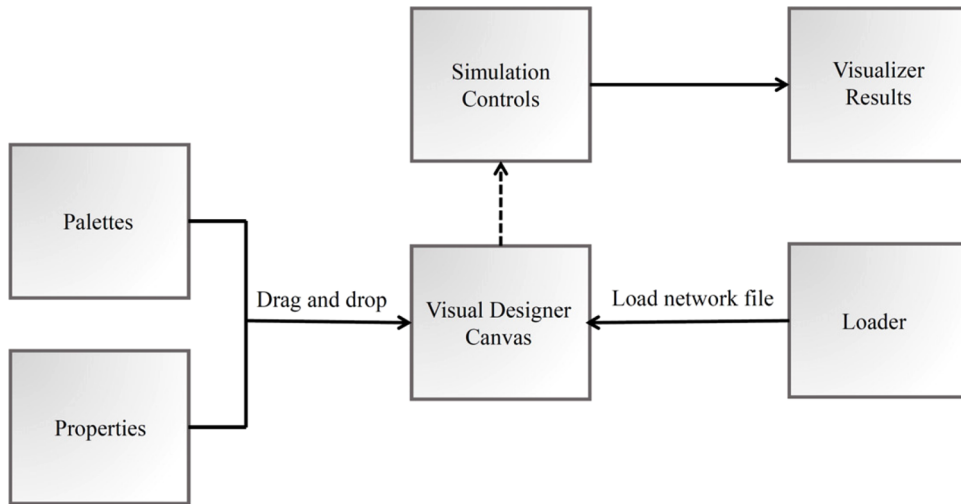 Simulation
Controls
Visualizer
Results
Palettes
Drag and drop
Visual Designer
Canvas
Load network file
Loader
Properties